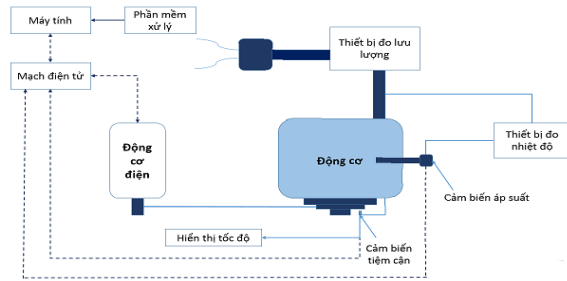 Máy tính
Phần mềm
xử lý
Thiết bị đo lưu
lượng
Mạch điện tử
Động
cơ
điện
Động cơ
Thiết bị đo
nhiệt độ
Cảm biến áp suất
Hiển thị tốc độ
Cảm biến
tiệm cận